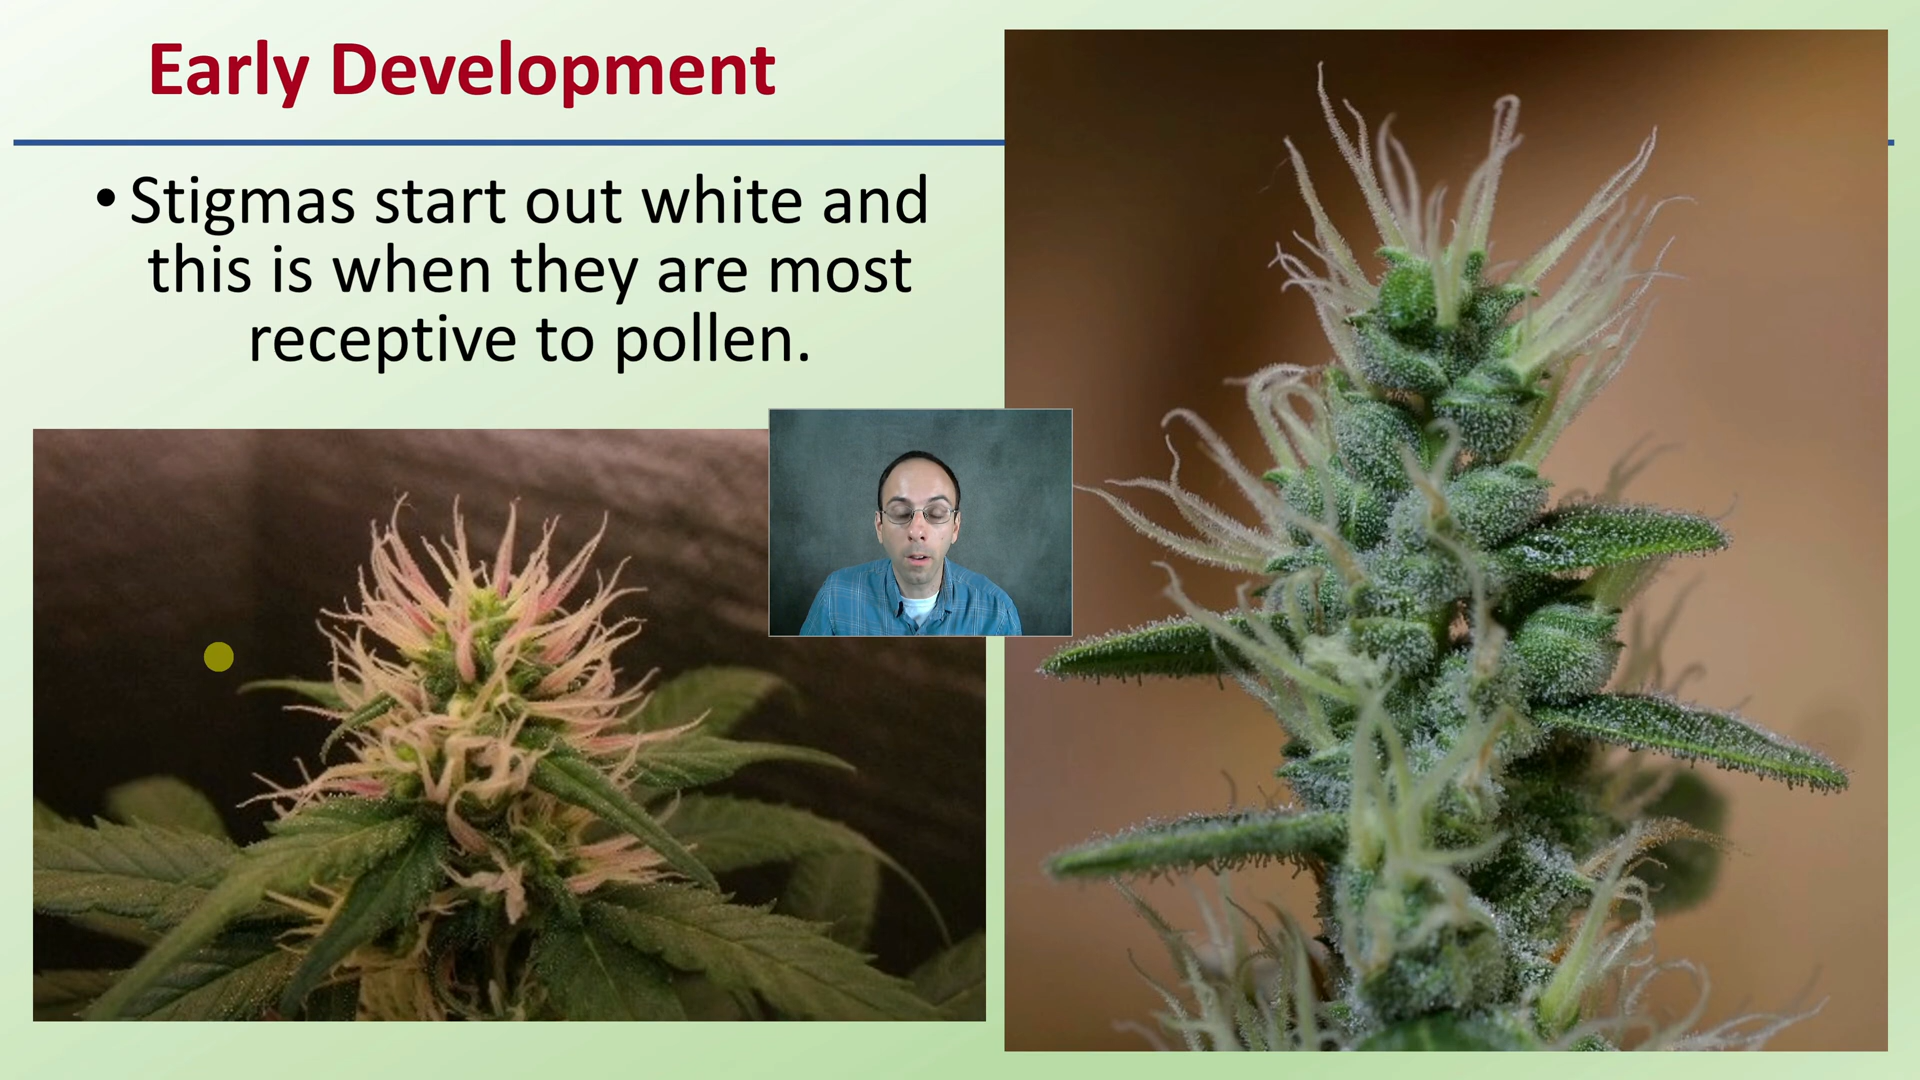 Early Development
• Stigmas start out white and
this is when they are most
receptive to pollen.